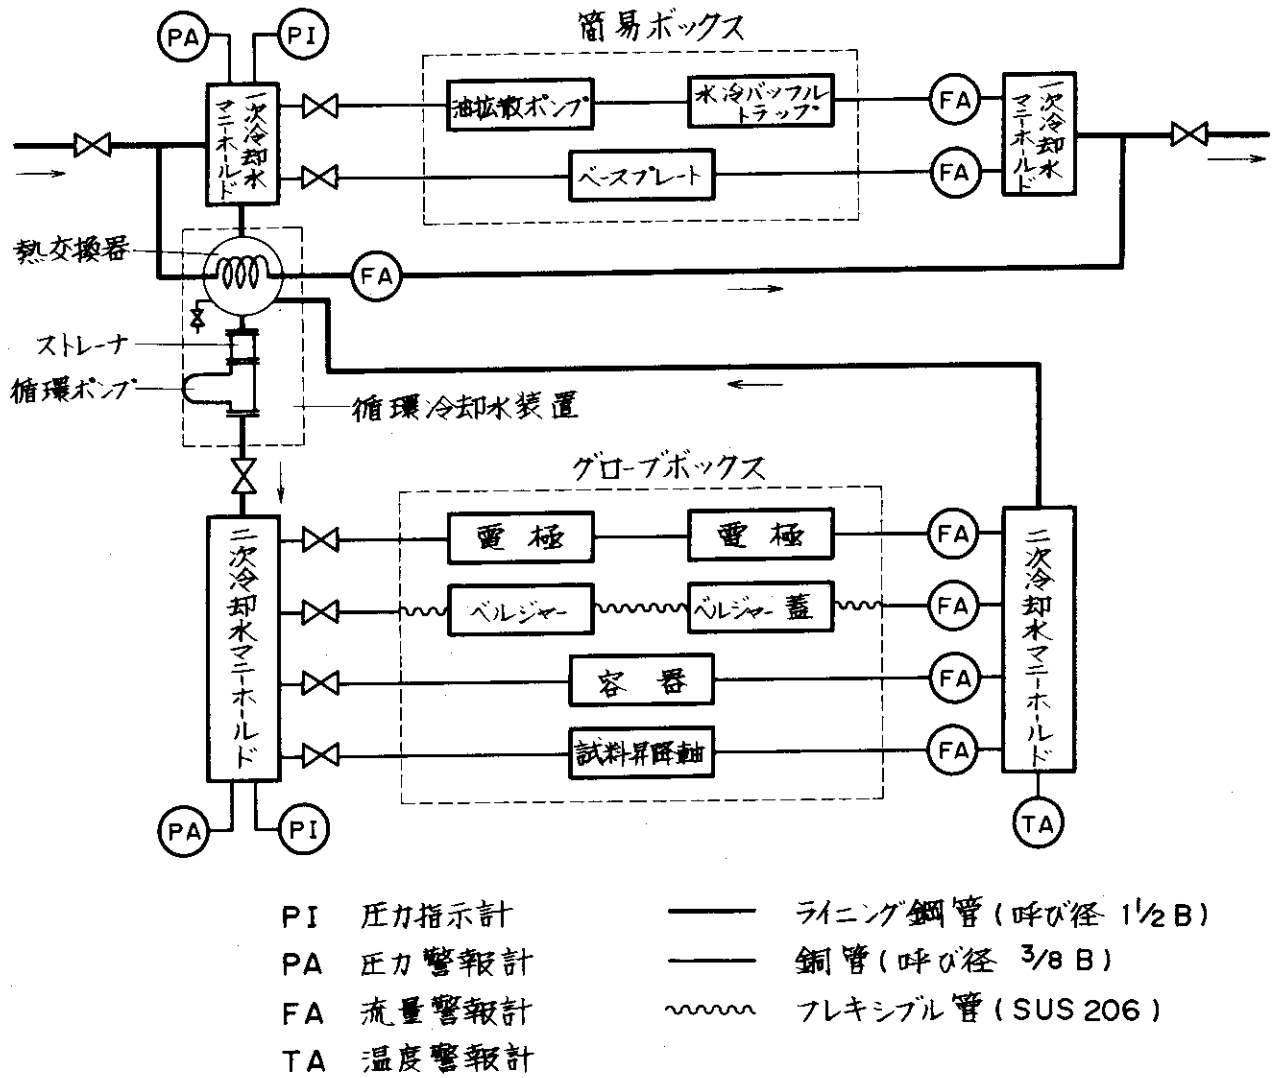 簡易ボックス
PA
PI
一次冷却水
マニーホールド
油拡散ポンプ
水冷バッフル
トラップ
FA
一次冷却水
マニーホールド
ベースプレート
FA
熱交換器
FA
ストレーナ
循環ポンプ
循環冷却水装置
グローブボックス
二次冷却水マニーホールド
電極
電極
FA
二次冷却水マニーホールド
ベルジャー
ベルジャー蓋
FA
容器
FA
試料昇降軸
FA
PA
PI
TA
PI 圧力指示計
ライニング鋼管(呼び径 1 1/2 B)
PA 圧力警報計
銅管(呼び径 3/8 B)
FA 流量警報計
フレキシブル管(SUS 206)
TA 温度警報計